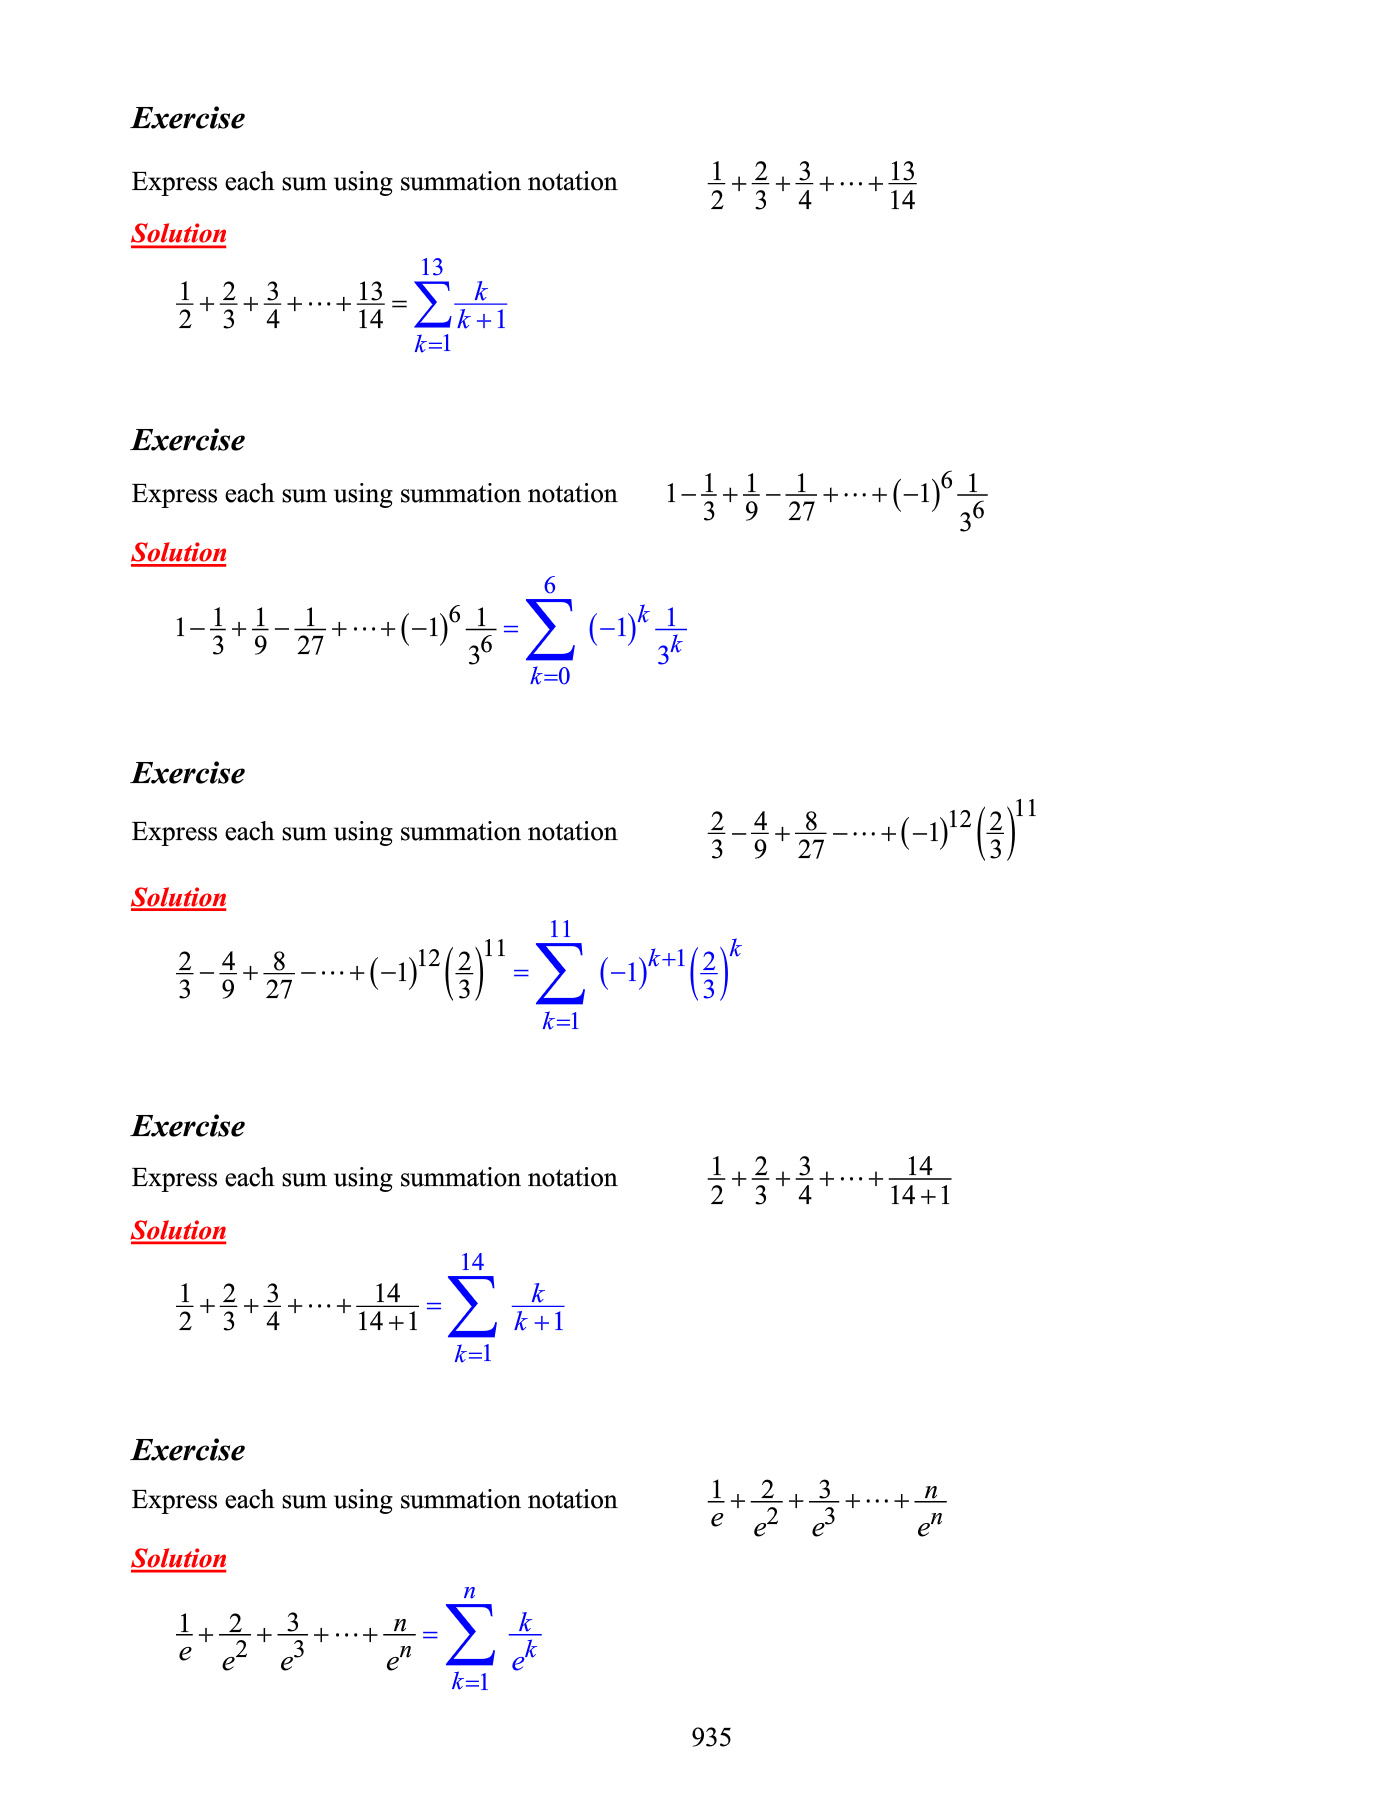 Exercise
Express each sum using summation notation $\frac{1}{2}+\frac{2}{3}+\frac{3}{4}+\cdots+\frac{13}{14}$
Solution
$\frac{1}{2}+\frac{2}{3}+\frac{3}{4}+\cdots+\frac{13}{14}=\sum_{k=1}^{13}\frac{k}{k+1}$
Exercise
Express each sum using summation notation $1-\frac{1}{3}+\frac{1}{9}-\frac{1}{27}+\cdots+(-1)^6\frac{1}{3^6}$
Solution
$1-\frac{1}{3}+\frac{1}{9}-\frac{1}{27}+\cdots+(-1)^6\frac{1}{3^6}=\sum_{k=0}^{6}(-1)^k\frac{1}{3^k}$
Exercise
Express each sum using summation notation $\frac{2}{3}-\frac{4}{9}+\frac{8}{27}-\cdots+(-1)^{12}\left(\frac{2}{3}\right)^{11}$
Solution
$\frac{2}{3}-\frac{4}{9}+\frac{8}{27}-\cdots+(-1)^{12}\left(\frac{2}{3}\right)^{11}=\sum_{k=1}^{11}(-1)^{k+1}\left(\frac{2}{3}\right)^k$
Exercise
Express each sum using summation notation $\frac{1}{2}+\frac{2}{3}+\frac{3}{4}+\cdots+\frac{14}{14+1}$
Solution
$\frac{1}{2}+\frac{2}{3}+\frac{3}{4}+\cdots+\frac{14}{14+1}=\sum_{k=1}^{14}\frac{k}{k+1}$
Exercise
Express each sum using summation notation $\frac{1}{e}+\frac{2}{e^2}+\frac{3}{e^3}+\cdots+\frac{n}{e^n}$
Solution
$\frac{1}{e}+\frac{2}{e^2}+\frac{3}{e^3}+\cdots+\frac{n}{e^n}=\sum_{k=1}^{n}\frac{k}{e^k}$
935